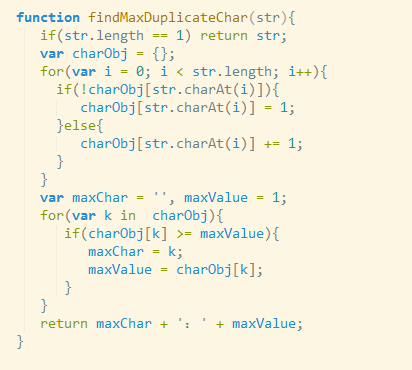 function findMaxDuplicateChar(str){
   if(str.length == 1) return str;
   var charObj = {};
   for(var i = 0; i < str.length; i++){
     if(!charObj[str.charAt(i)]){
        charObj[str.charAt(i)] = 1;
     }else{
        charObj[str.charAt(i)] += 1;
     }
   }
   var maxChar = '', maxValue = 1;
   for(var k in  charObj){
      if(charObj[k] >= maxValue){
         maxChar = k;
         maxValue = charObj[k];
      }
   }
   return maxChar + '：' + maxValue;
}